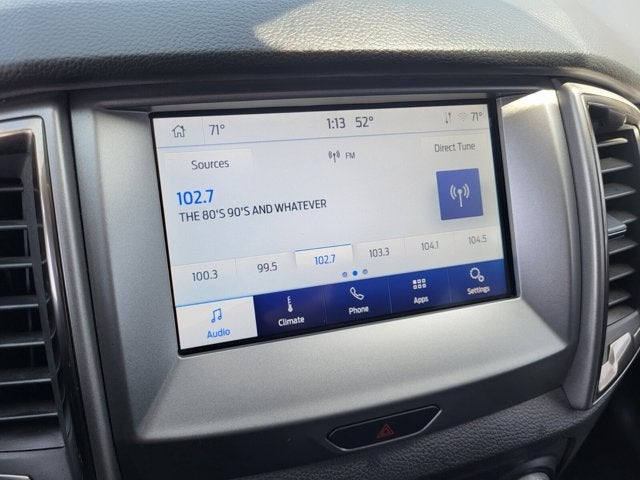 71° 1:13 52° 71°
Sources FM Direct Tune
102.7
THE 80'S 90'S AND WHATEVER
100.3 99.5 102.7 103.3 104.1 104.5
Audio Climate Phone Apps Settings